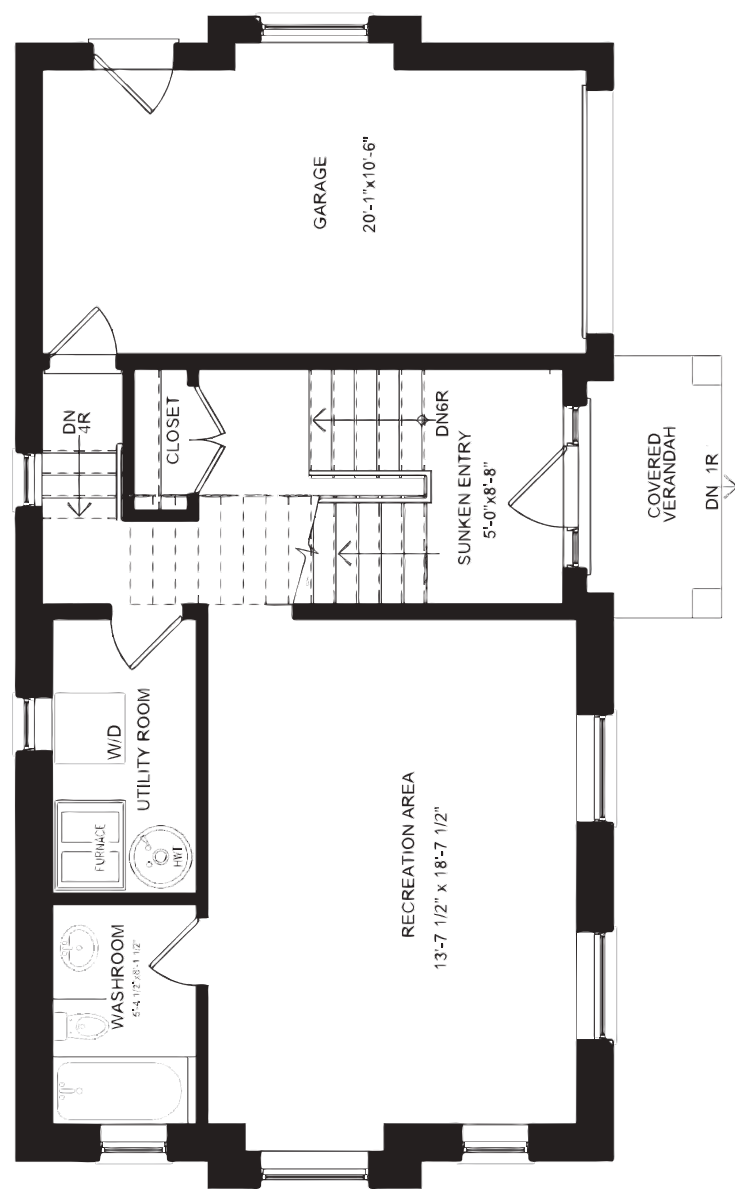 GARAGE
20'-1"x10'-6"
DN
4R
CLOSET
DN6R
SUNKEN ENTRY
5'-0"x8'-8"
COVERED
VERANDAH
DN 1R
W/D
UTILITY ROOM
FURNACE
HWT
RECREATION AREA
13'-7 1/2" x 18'-7 1/2"
WASHROOM